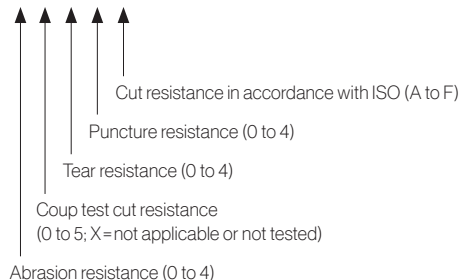 Cut resistance in accordance with ISO (A to F)
Puncture resistance (0 to 4)
Tear resistance (0 to 4)
Coup test cut resistance
(0 to 5; X=not applicable or not tested)
Abrasion resistance (0 to 4)